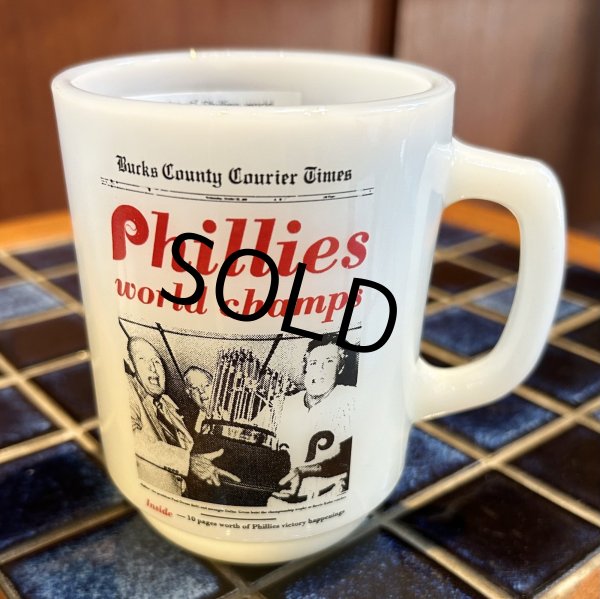 Bucks County Courier Times
Phillies
world champs
SOLD
P
Inside — 10 pages worth of Phillies victory happenings